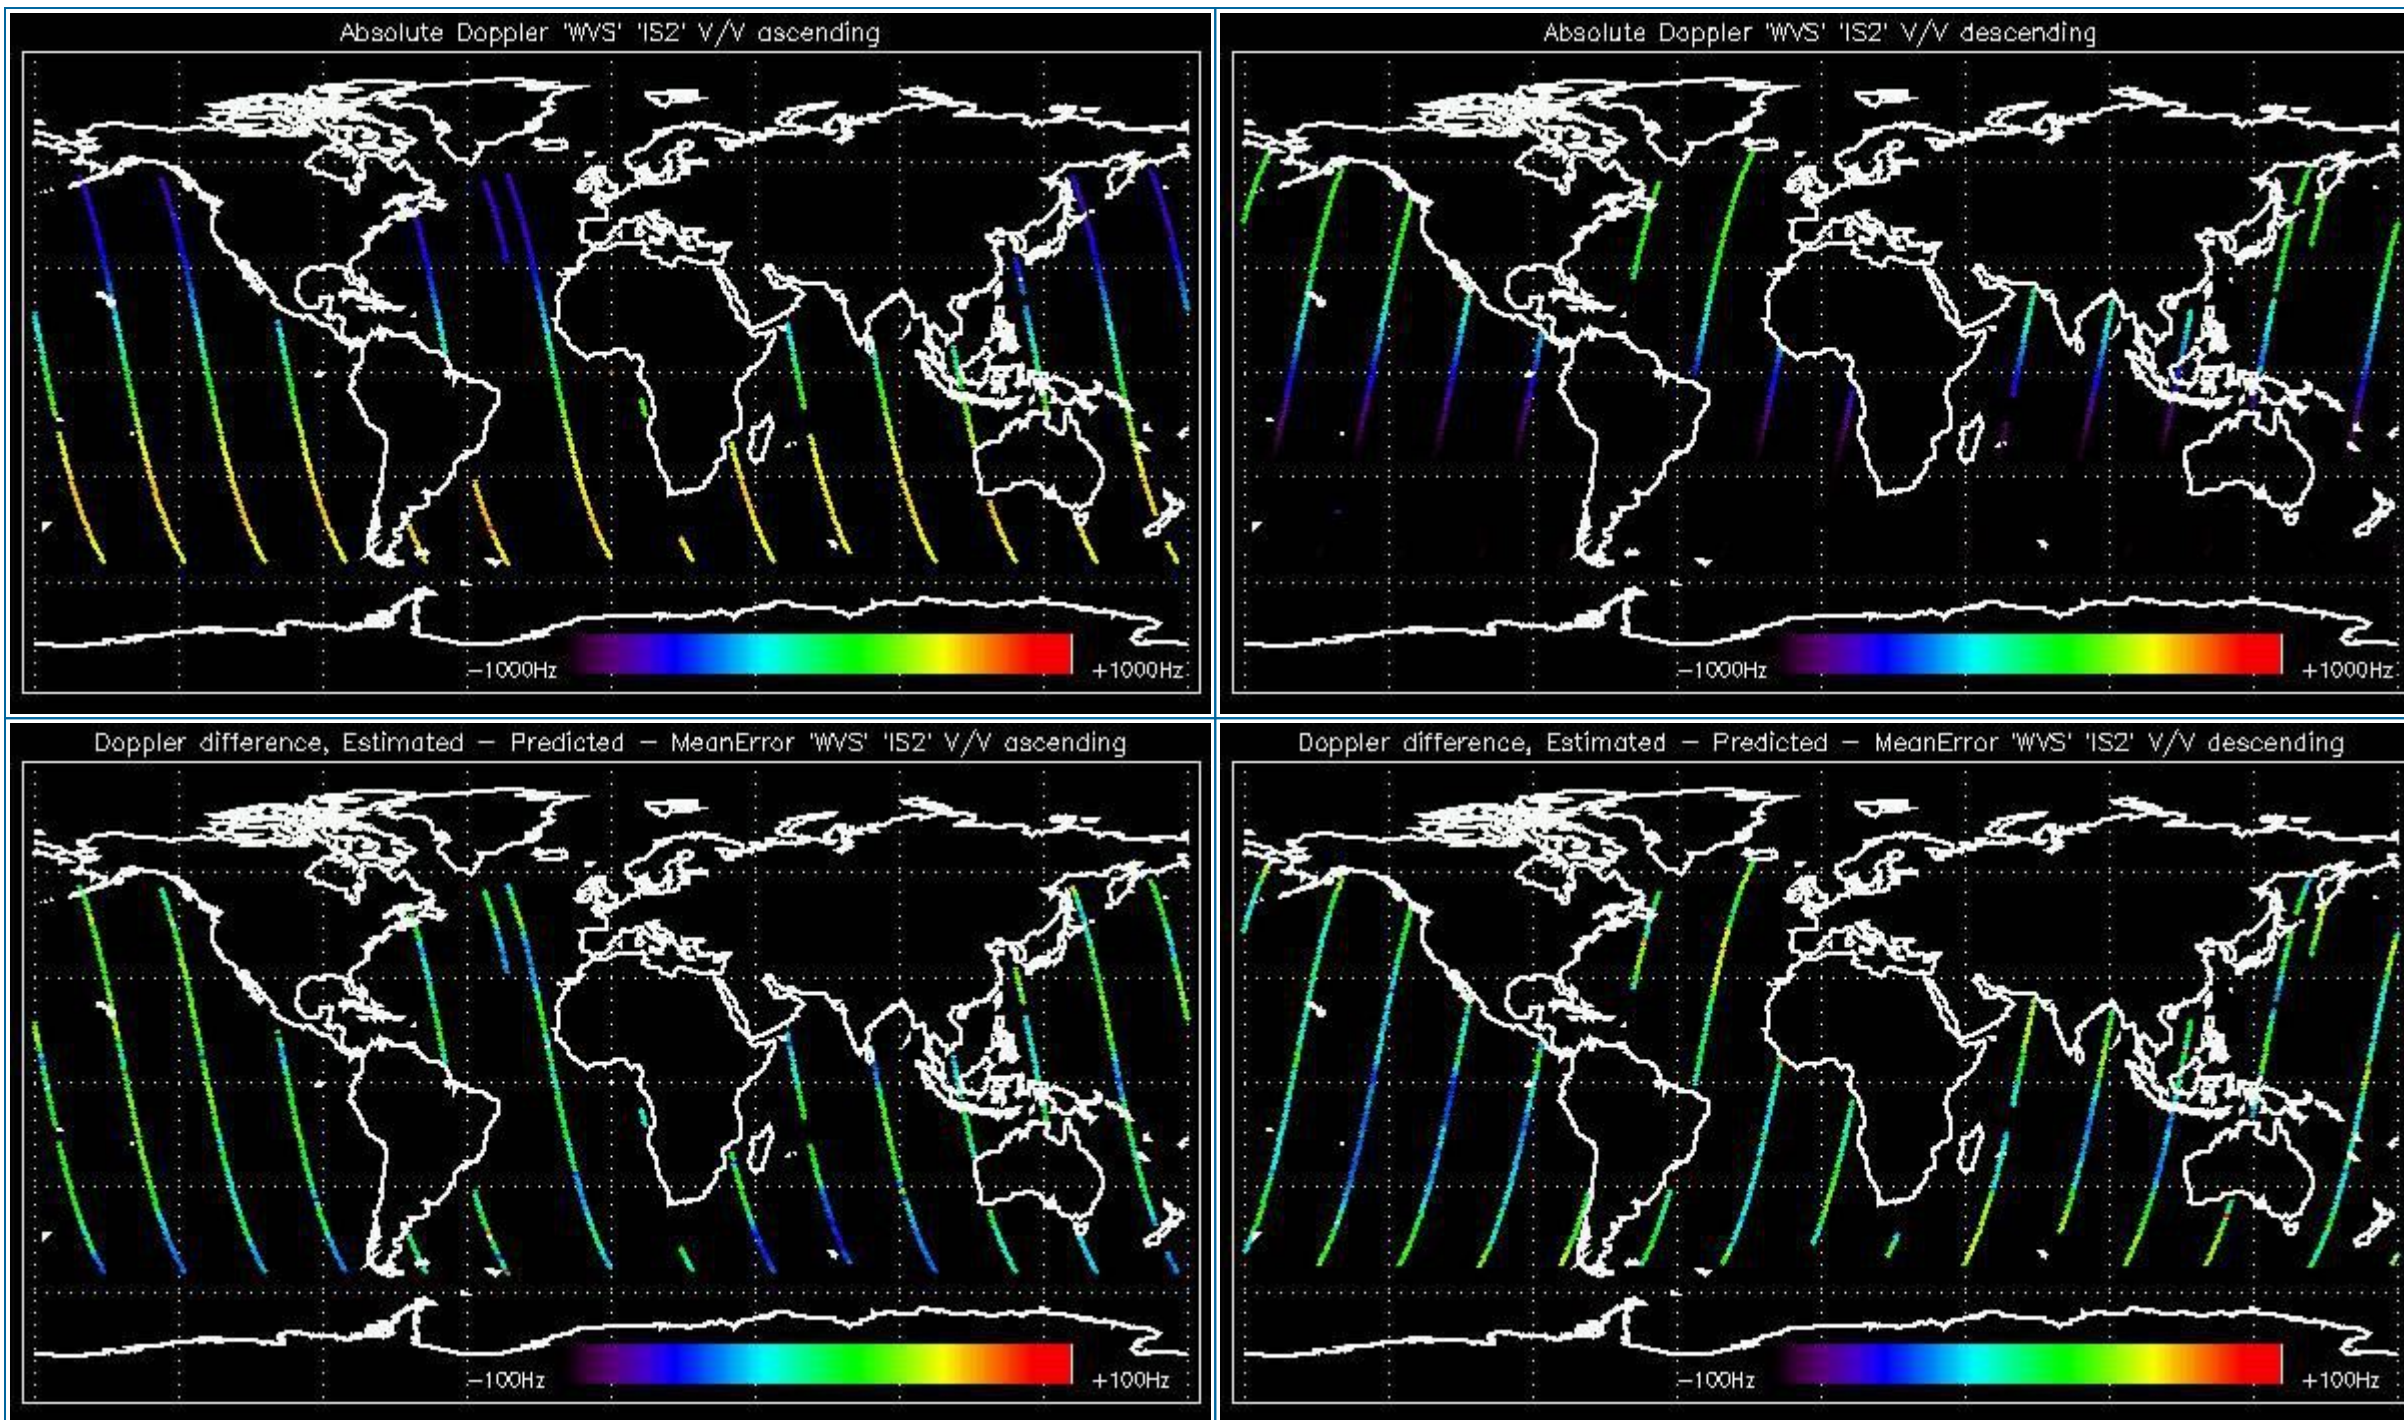 Absolute Doppler 'WVS' 'IS2' V/V ascending
-1000Hz
+1000Hz
Absolute Doppler 'WVS' 'IS2' V/V descending
-1000Hz
+1000Hz
Doppler difference, Estimated - Predicted - MeanError 'WVS' 'IS2' V/V ascending
-100Hz
+100Hz
Doppler difference, Estimated - Predicted - MeanError 'WVS' 'IS2' V/V descending
-100Hz
+100Hz